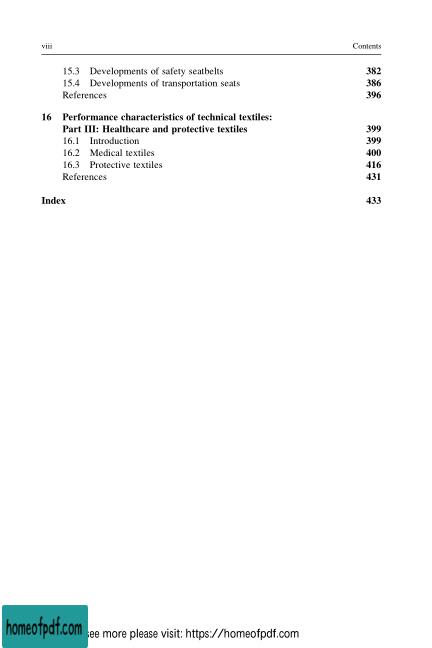 viii Contents
15.3 Developments of safety seatbelts 382
15.4 Developments of transportation seats 386
References 396
16 Performance characteristics of technical textiles:
Part III: Healthcare and protective textiles 399
16.1 Introduction 399
16.2 Medical textiles 400
16.3 Protective textiles 416
References 431
Index 433
homeofpdf.com
see more please visit: https://homeofpdf.com